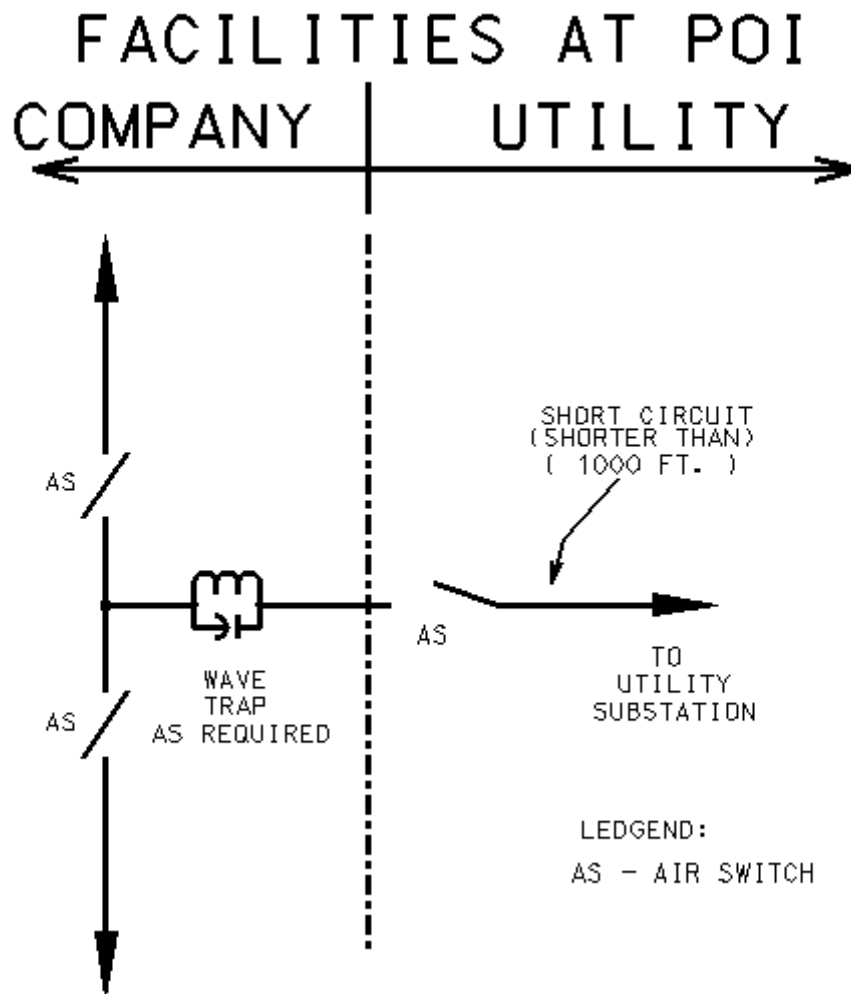 FACILITIES AT POI
COMPANY
UTILITY
SHORT CIRCUIT
(SHORTER THAN)
( 1000 FT. )
AS
AS
WAVE
TRAP
AS REQUIRED
TO
UTILITY
SUBSTATION
AS
LEDGEND:
AS - AIR SWITCH